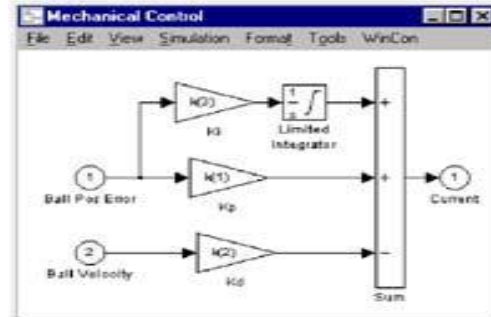 Mechanical Control
File Edit View Simulation Format Tools WinCon
k(3)
1
s
Ki
Limited
Integrator
+
1
Ball Pos Error
k(1)
Kp
+
1
Current
2
Ball Velocity
k(2)
Kd
−
Sum